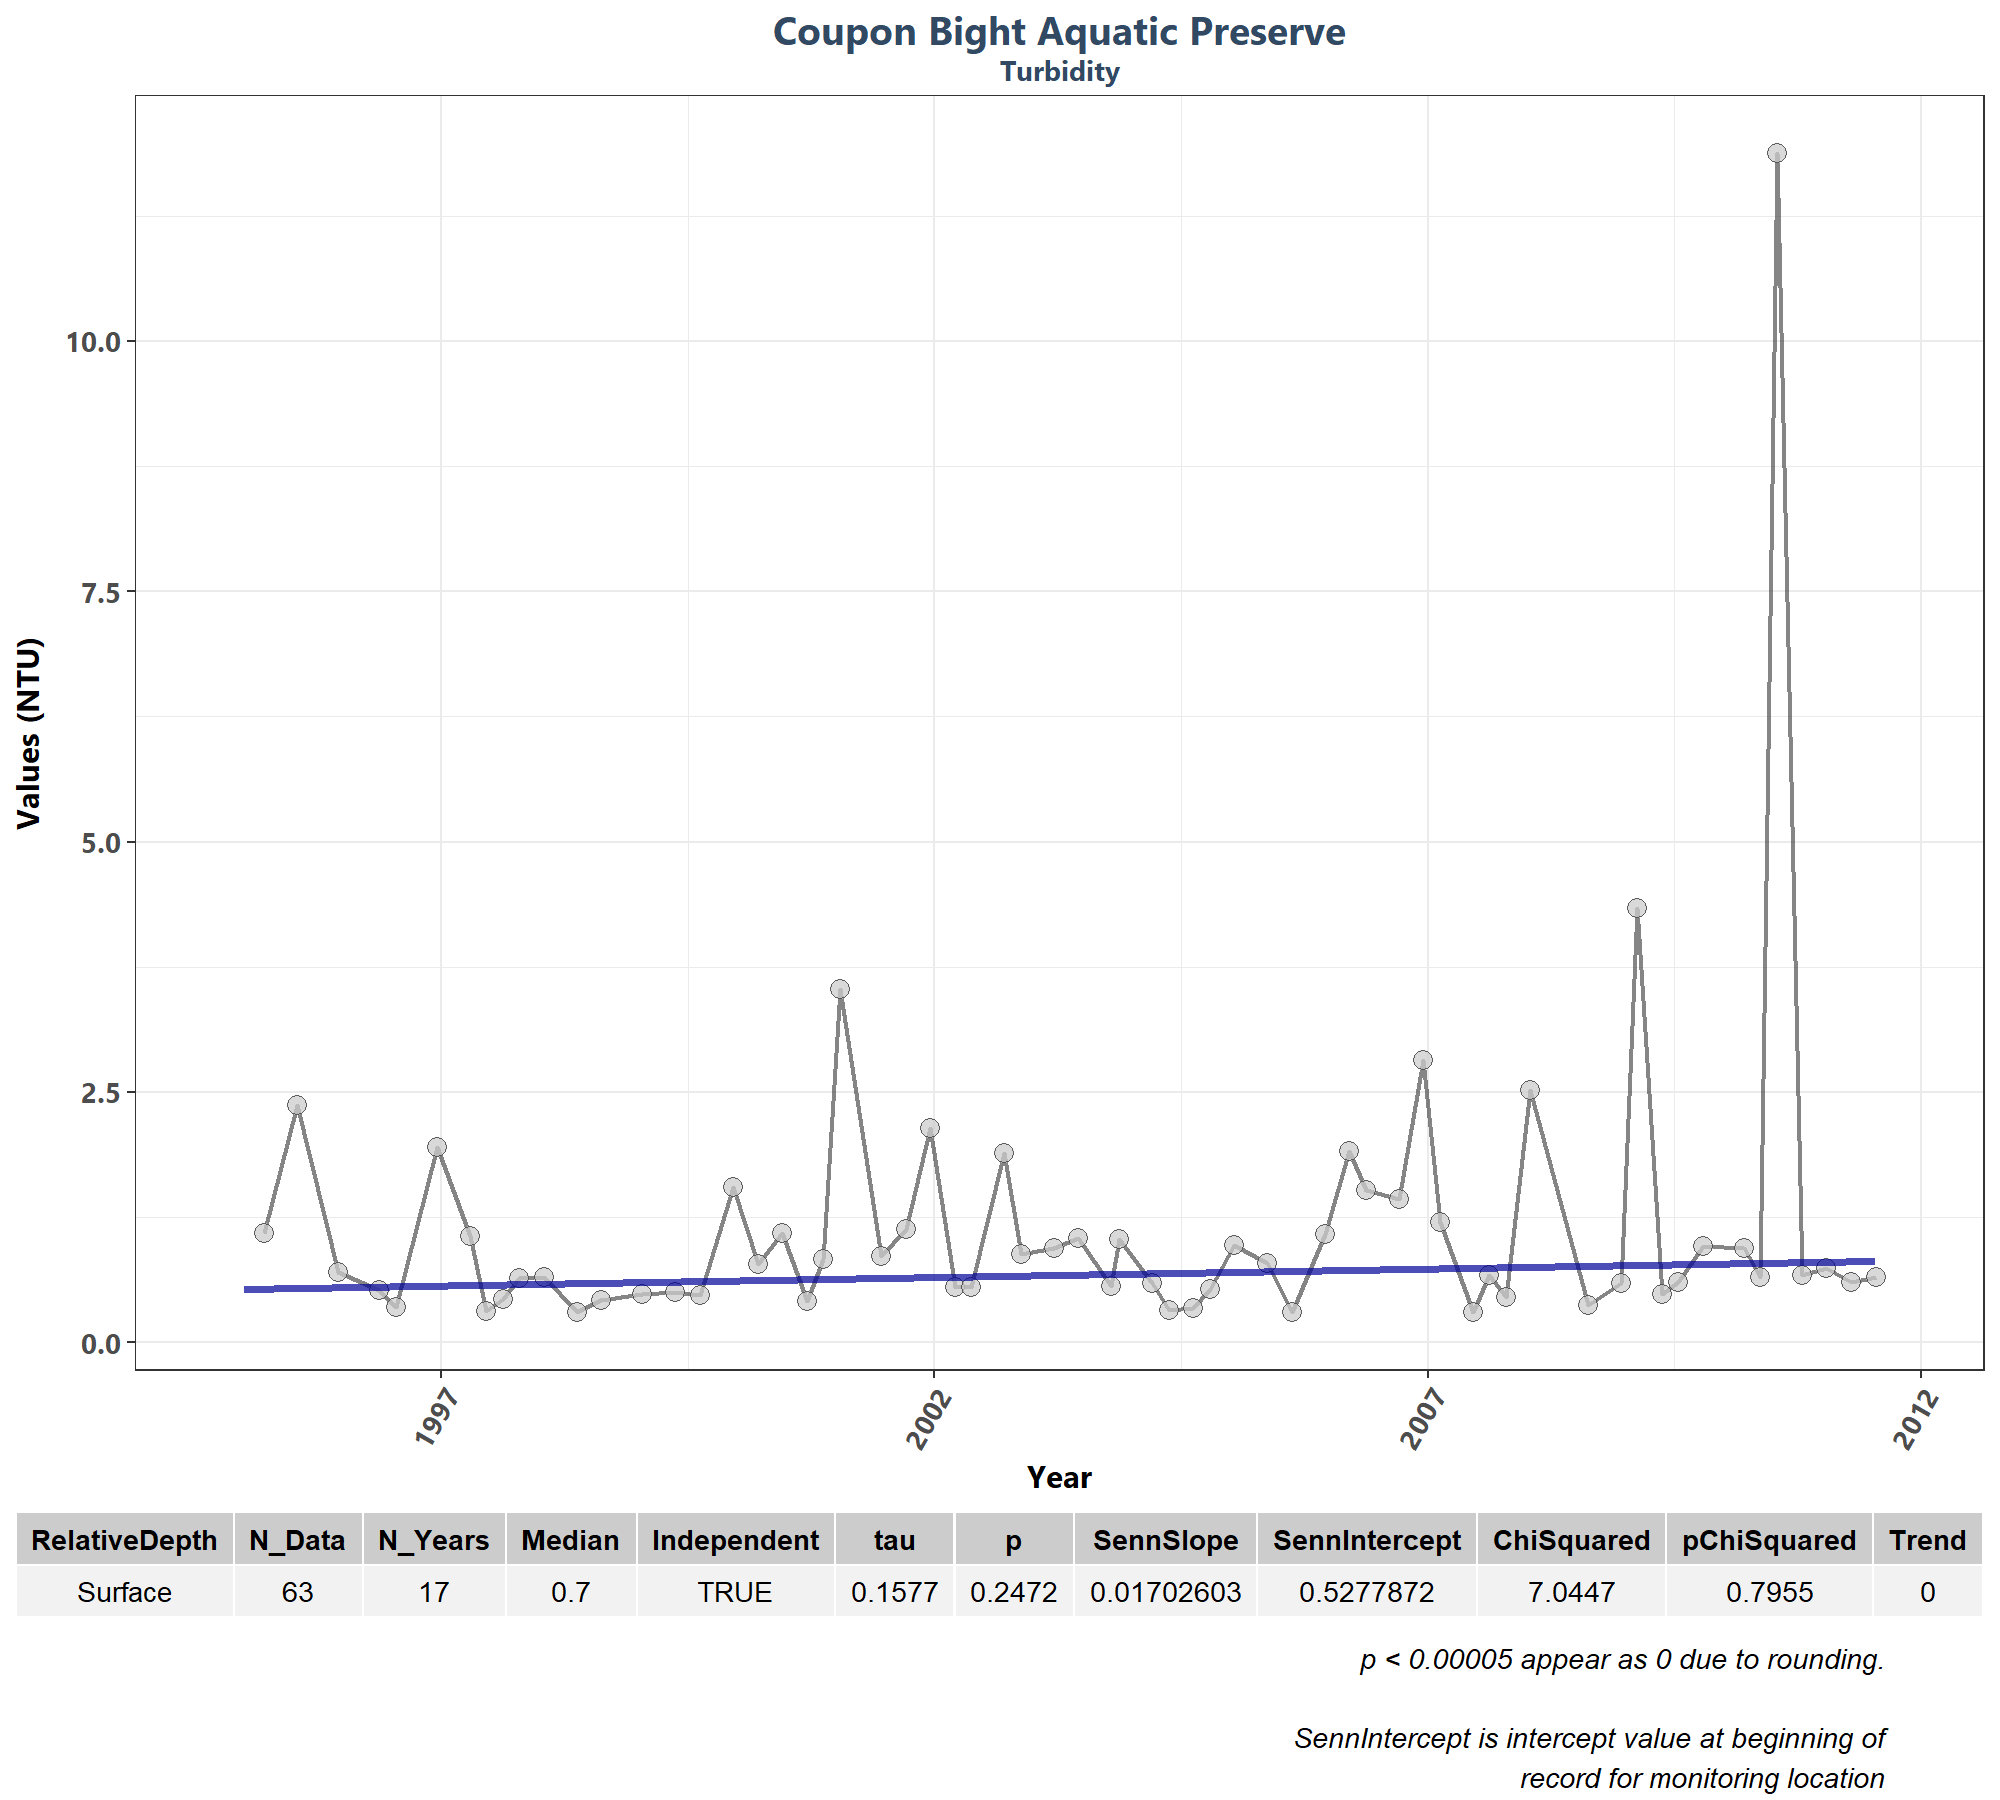 Coupon Bight Aquatic Preserve
Turbidity
Values (NTU)
10.0
7.5
5.0
2.5
0.0
1997 2002 2007 2012
Year
RelativeDepth N_Data N_Years Median Independent tau p SennSlope SennIntercept ChiSquared pChiSquared Trend
Surface 63 17 0.7 TRUE 0.1577 0.2472 0.01702603 0.5277872 7.0447 0.7955 0
p < 0.00005 appear as 0 due to rounding.
SennIntercept is intercept value at beginning of
record for monitoring location